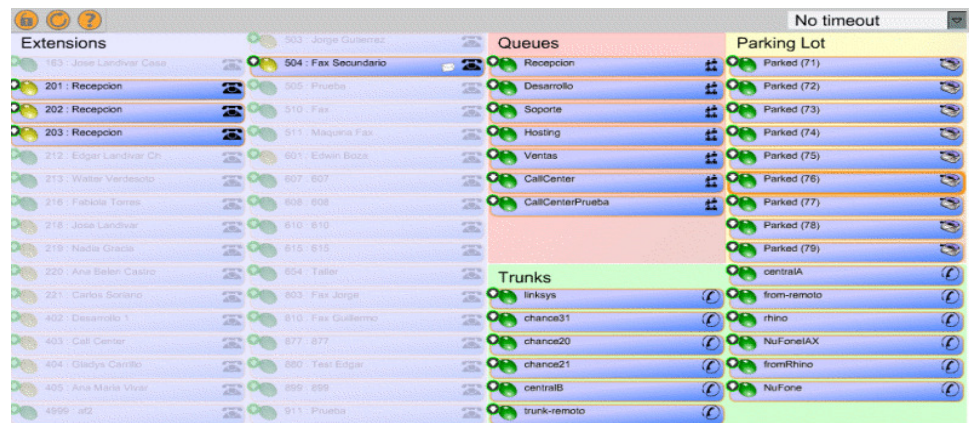 No timeout
Extensions
163 : Jose Landivar Casa
201 : Recepcion
202 : Recepcion
203 : Recepcion
212 : Edgar Landivar Ch
213 : Walter Verdesoto
216 : Fabiola Torres
218 : Jose Landivar
219 : Nadia Gracia
220 : Ana Belen Castro
221 : Carlos Soriano
402 : Desarrollo 1
403 : Call Center
404 : Gladys Carrillo
405 : Ana Maria Vivar
4999 : af2
503 : Jorge Gutierrez
504 : Fax Secundario
505 : Prueba
510 : Fax
511 : Maquina Fax
601 : Edwin Boza
607 : 607
608 : 608
610 : 610
615 : 615
654 : Taller
803 : Fax Jorge
810 : Fax Guillermo
877 : 877
880 : Test Edgar
899 : 899
911 : Prueba
Queues
Recepcion
Desarrollo
Soporte
Hosting
Ventas
CallCenter
CallCenterPrueba
Trunks
linksys
chance31
chance20
chance21
centralB
trunk-remoto
Parking Lot
Parked (71)
Parked (72)
Parked (73)
Parked (74)
Parked (75)
Parked (76)
Parked (77)
Parked (78)
Parked (79)
centralA
from-remoto
rhino
NuFoneIAX
fromRhino
NuFone